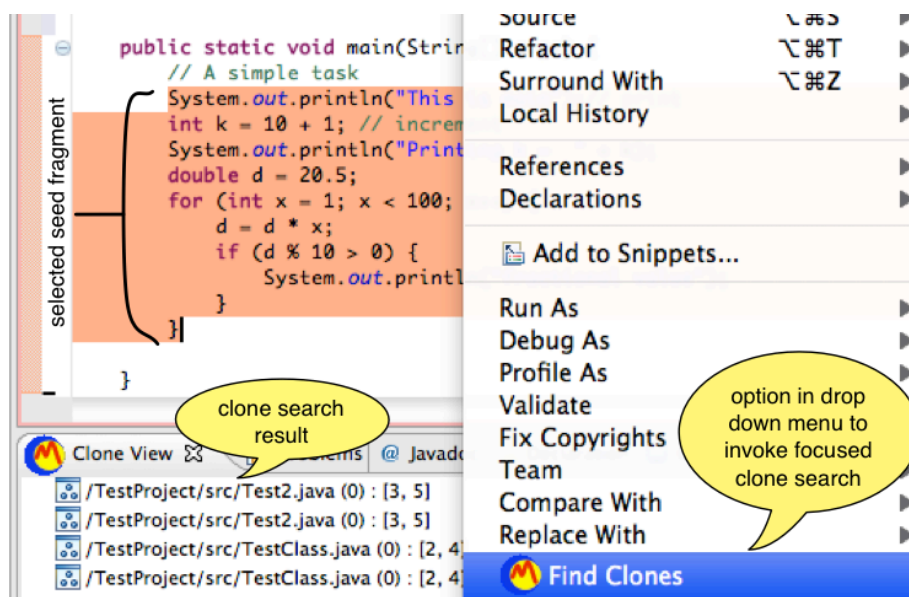 public static void main(Strin
// A simple task
System.out.println("This
int k = 10 + 1; // increm
System.out.println("Print
double d = 20.5;
for (int x = 1; x < 100;
d = d * x;
if (d % 10 > 0) {
System.out.printl
}
}
}
selected seed fragment
Source ⌥⌘S
Refactor ⌥⌘T
Surround With ⌥⌘Z
Local History
References
Declarations
Add to Snippets...
Run As
Debug As
Profile As
Validate
Fix Copyrights
Team
Compare With
Replace With
Find Clones
option in drop
down menu to
invoke focused
clone search
clone search
result
Clone View @ Javado
/TestProject/src/Test2.java (0) : [3, 5]
/TestProject/src/Test2.java (0) : [3, 5]
/TestProject/src/TestClass.java (0) : [2, 4]
/TestProject/src/TestClass.java (0) : [2, 4]